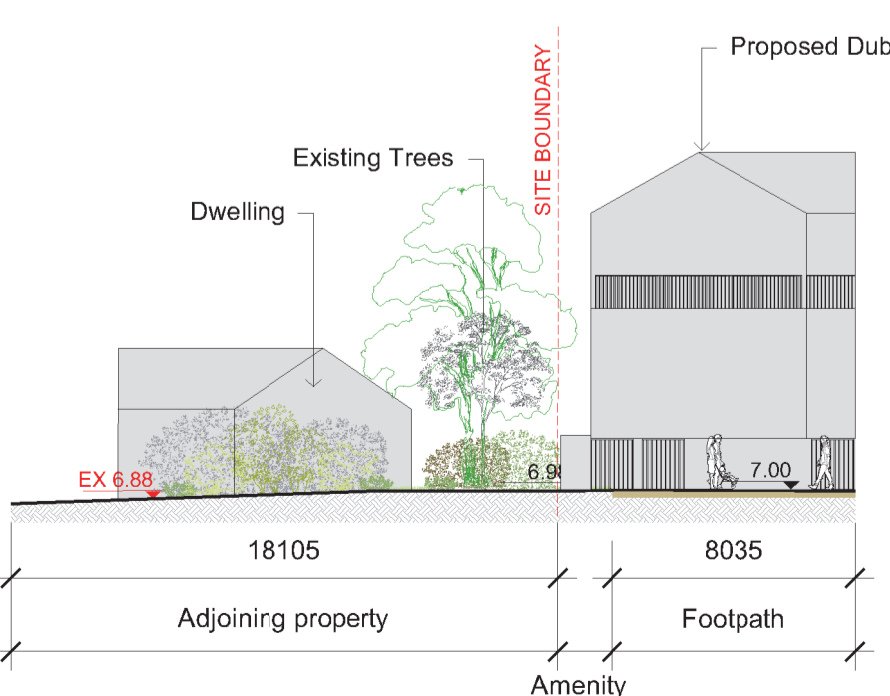 Proposed Dub
SITE BOUNDARY
Existing Trees
Dwelling
EX 6.88
6.98
7.00
18105
8035
Adjoining property
Footpath
Amenity